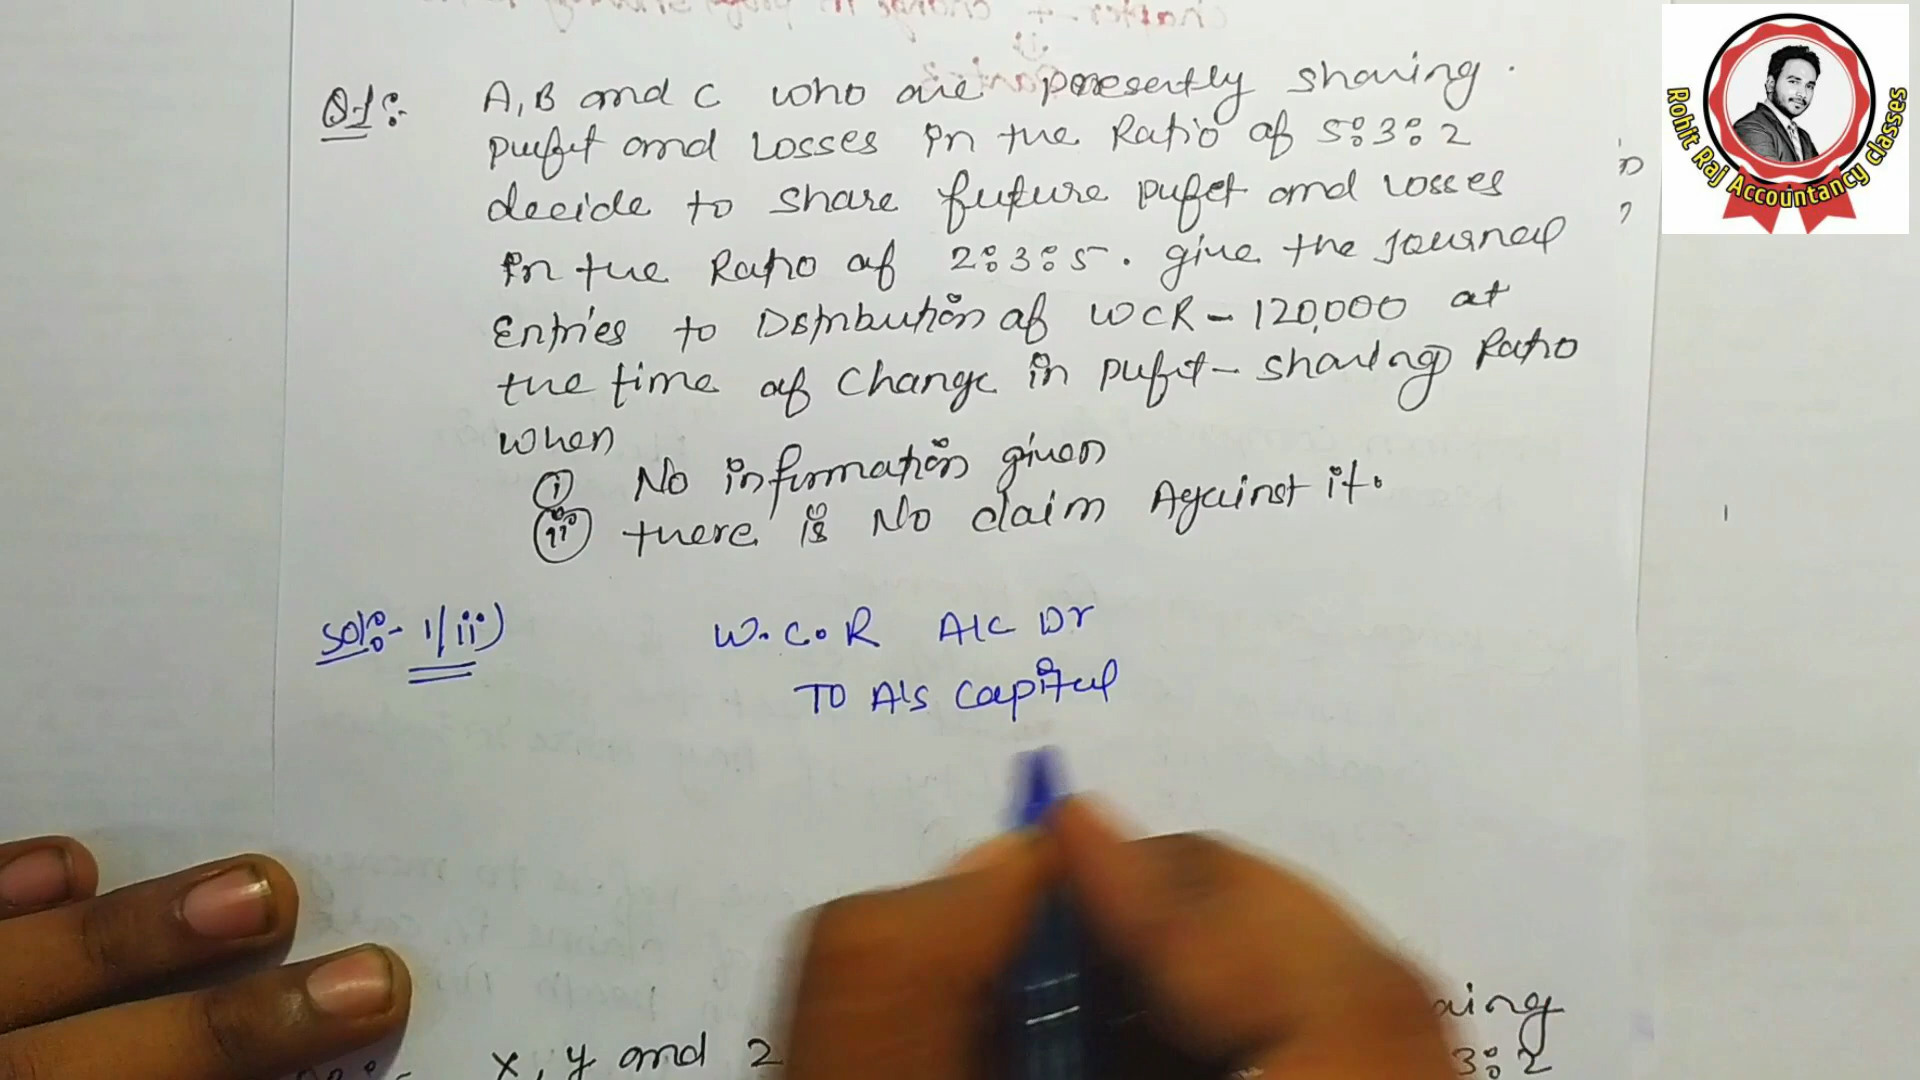 Q.1:- A, B and C who are presently sharing
profit and Losses in the Ratio of 5:3:2
decide to share future profit and losses
in the Ratio of 2:3:5. give the journal
Entries to Distribution of WCR - 120,000 at
the time of Change in profit-sharing Ratio
when
(i) No information given
(ii) there is No claim Against it.
Sol:- i/ii) W.C.R A/C Dr
TO A's Capital
x, y and z
3:2
Rohit Raj Accountancy classes